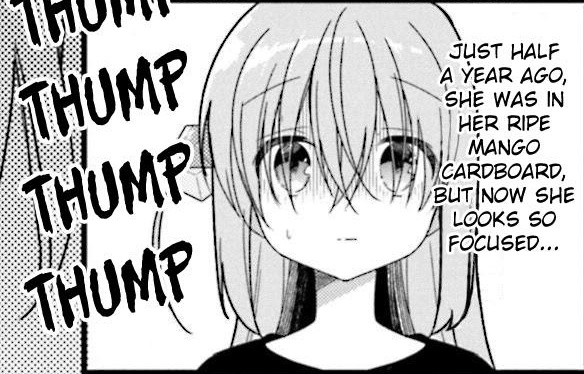 THUMP
THUMP
THUMP
THUMP
JUST HALF
A YEAR AGO,
SHE WAS IN
HER RIPE
MANGO
CARDBOARD,
BUT NOW SHE
LOOKS SO
FOCUSED...